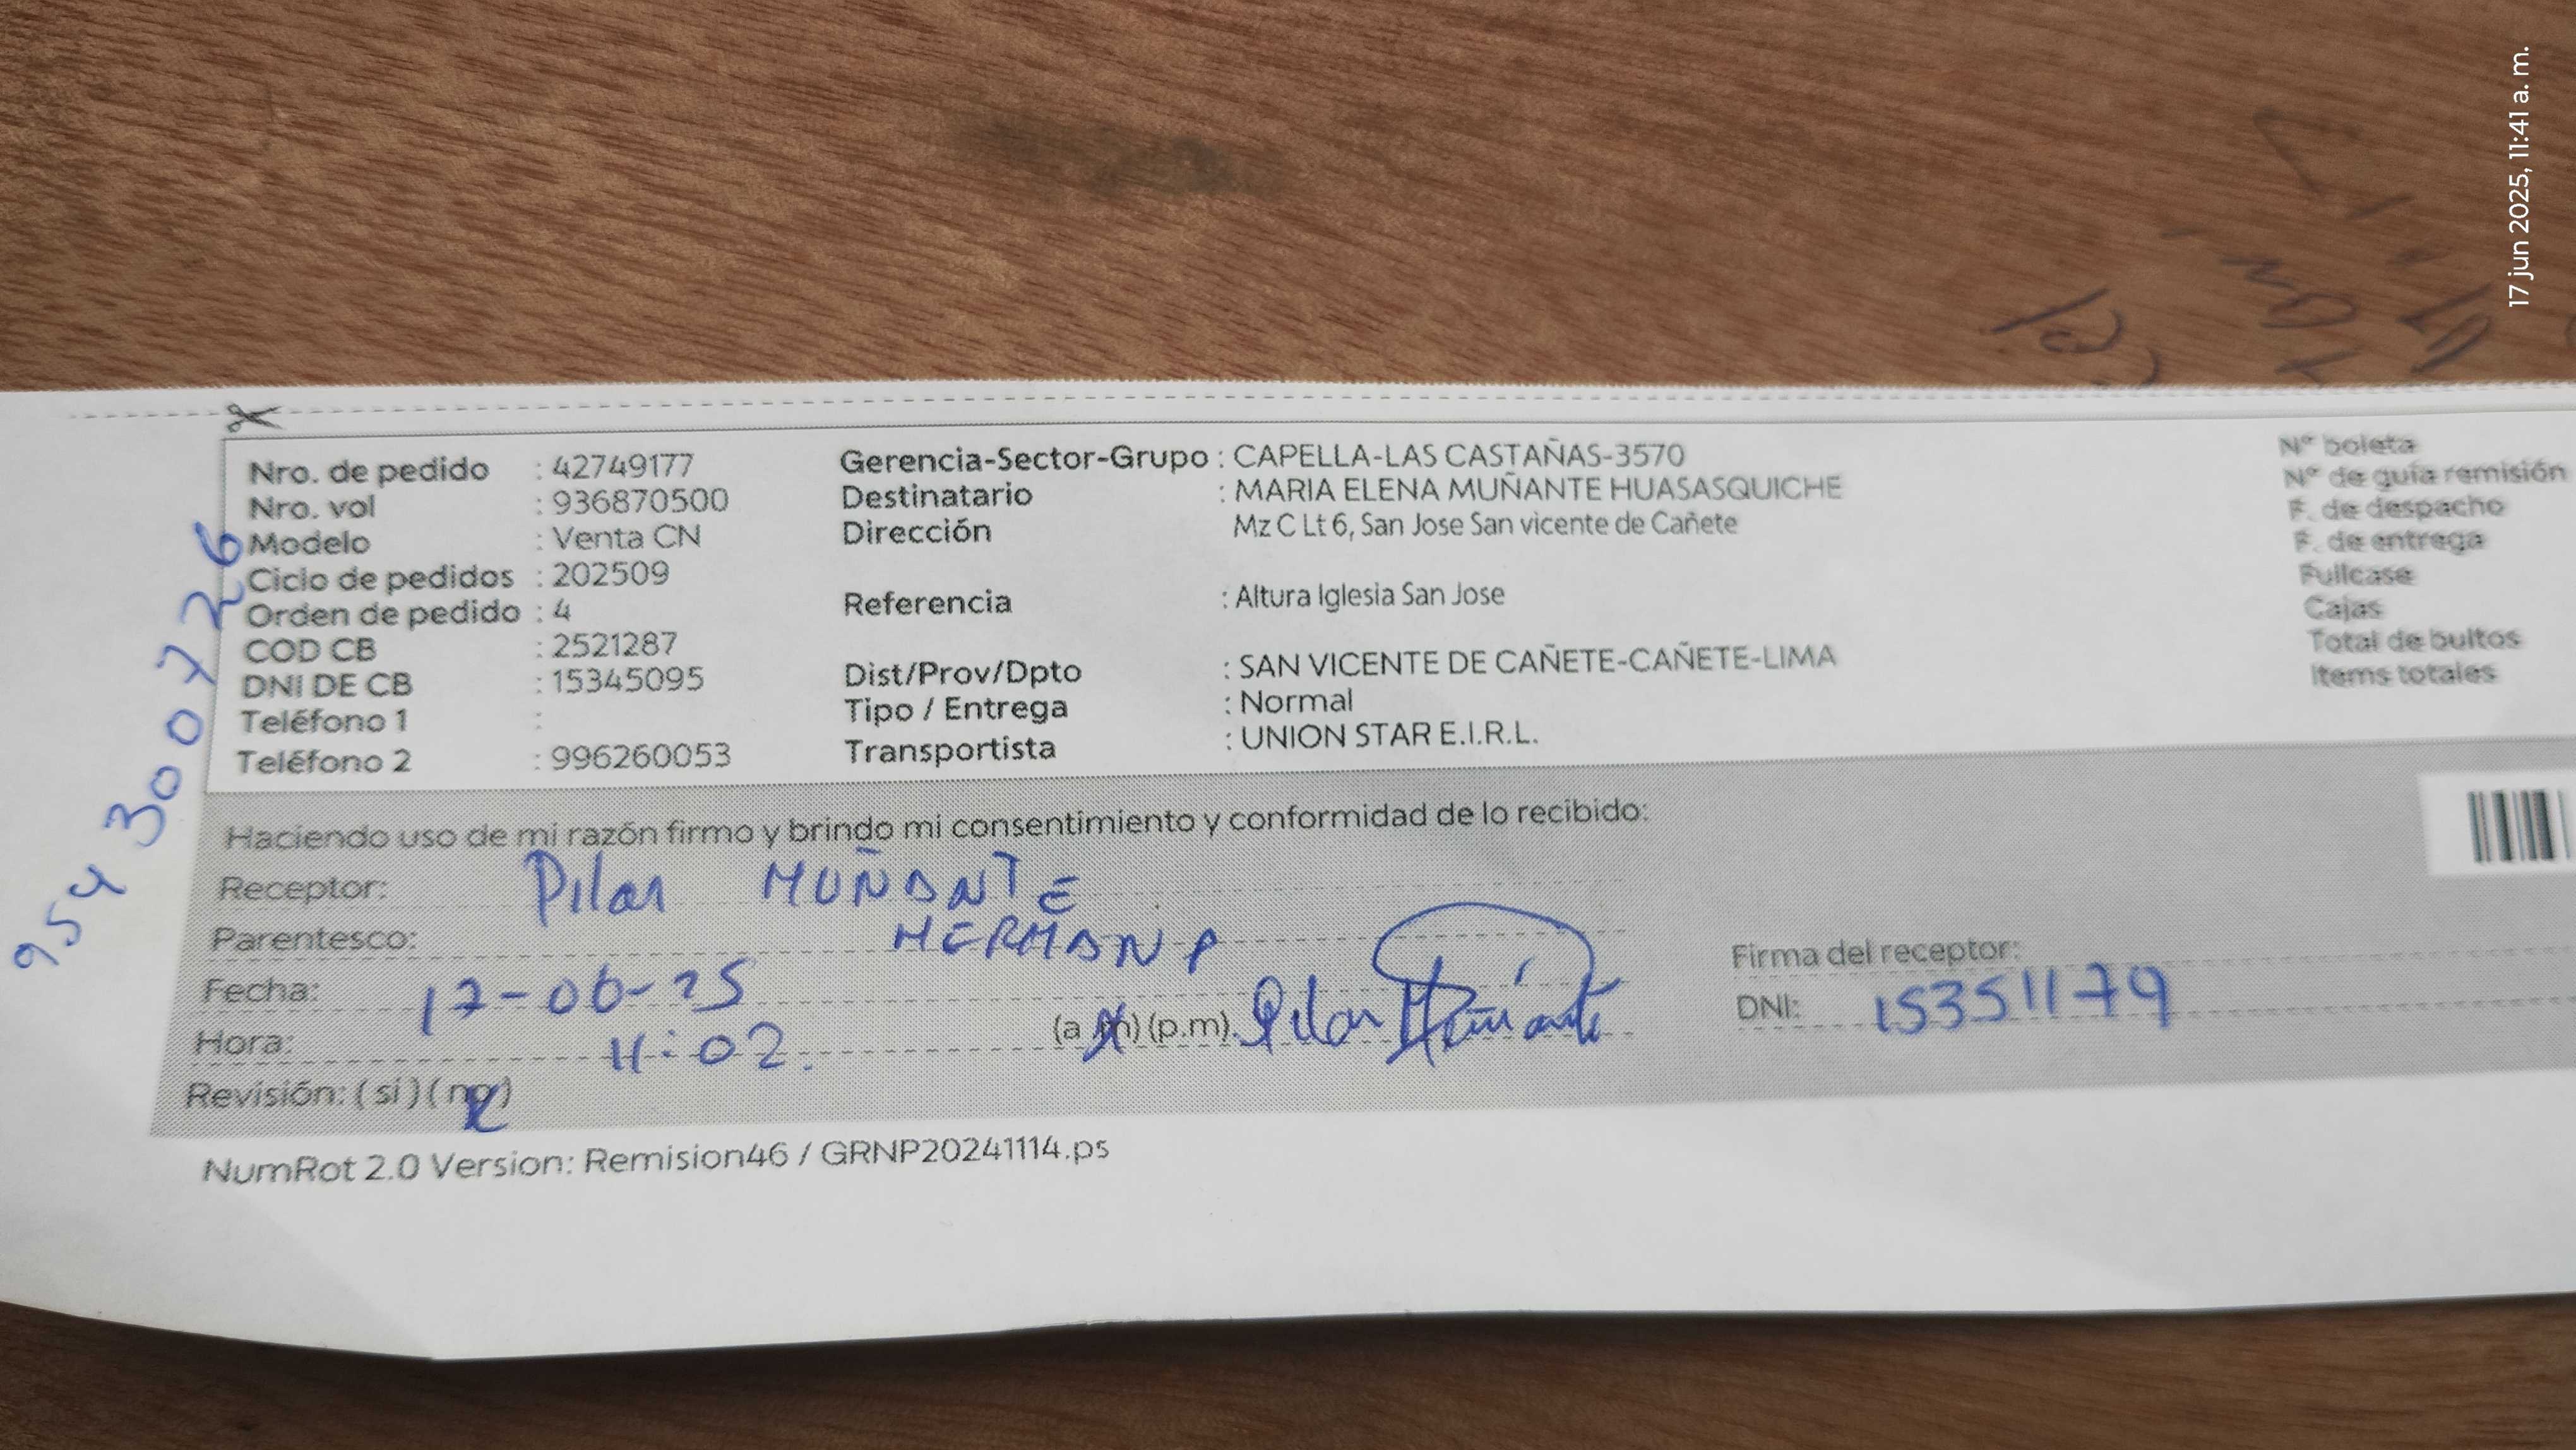 17 jun 2025, 11:41 a. m.
Nro. de pedido : 42749177
Nro. vol : 936870500
Modelo : Venta CN
Ciclo de pedidos : 202509
Orden de pedido : 4
COD CB : 2521287
DNI DE CB : 15345095
Teléfono 1 :
Teléfono 2 : 996260053
Gerencia-Sector-Grupo : CAPELLA-LAS CASTAÑAS-3570
Destinatario : MARIA ELENA MUÑANTE HUASASQUICHE
Dirección Mz C Lt 6, San Jose San vicente de Cañete
Referencia : Altura Iglesia San Jose
Dist/Prov/Dpto : SAN VICENTE DE CAÑETE-CAÑETE-LIMA
Tipo / Entrega : Normal
Transportista : UNION STAR E.I.R.L.
N° boleta
N° de guía remisión
F. de despacho
F. de entrega
Fullcase
Cajas
Total de bultos
Items totales
954300726
Haciendo uso de mi razón firmo y brindo mi consentimiento y conformidad de lo recibido:
Receptor: Pilar MUÑANTE
Parentesco: HERMANA
Fecha: 17-06-25
Hora: 11:02. (a.m) (p.m). Pilar Muñante
Revisión: ( si ) ( no )
Firma del receptor:
DNI: 15351179
NumRot 2.0 Version: Remision46 / GRNP20241114.ps